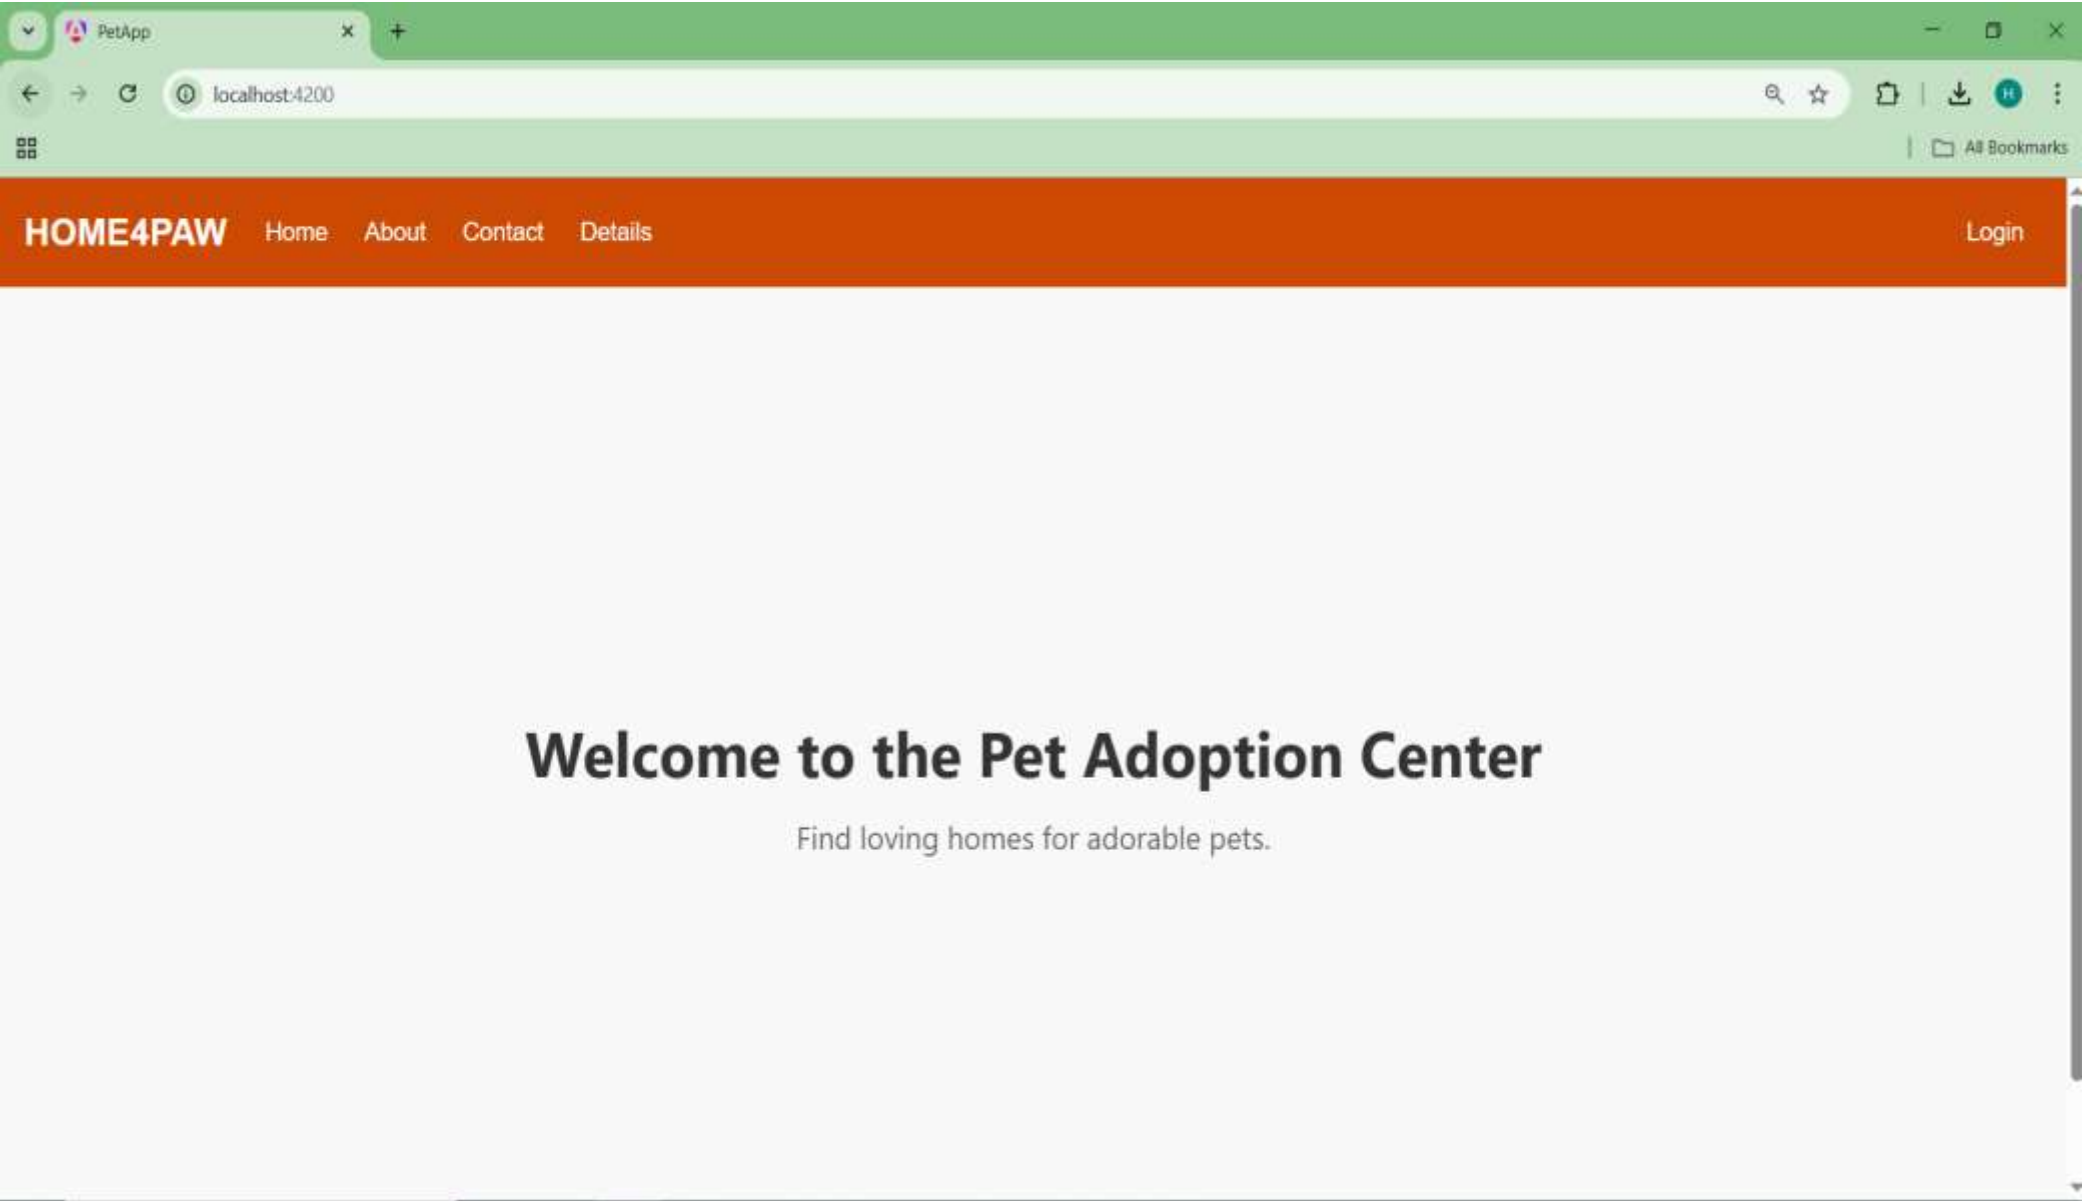 PetApp
localhost:4200
H
All Bookmarks
HOME4PAW Home About Contact Details Login
Welcome to the Pet Adoption Center
Find loving homes for adorable pets.